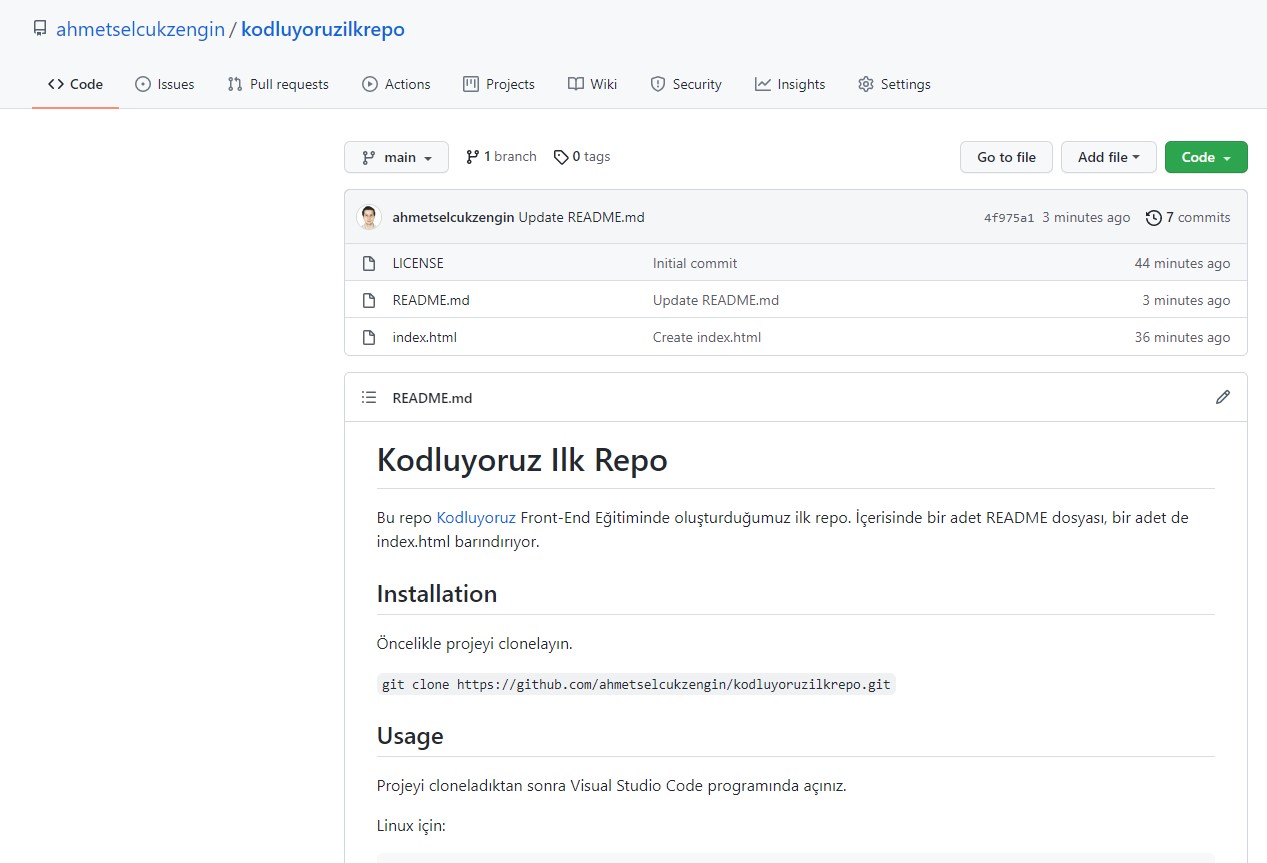 ahmetselcukzengin / kodluyoruzilkrepo
Code Issues Pull requests Actions Projects Wiki Security Insights Settings
main 1 branch 0 tags Go to file Add file Code
ahmetselcukzengin Update README.md 4f975a1 3 minutes ago 7 commits
LICENSE Initial commit 44 minutes ago
README.md Update README.md 3 minutes ago
index.html Create index.html 36 minutes ago
README.md
Kodluyoruz Ilk Repo
Bu repo Kodluyoruz Front-End Eğitiminde oluşturduğumuz ilk repo. İçerisinde bir adet README dosyası, bir adet de
index.html barındırıyor.
Installation
Öncelikle projeyi clonelayın.
git clone https://github.com/ahmetselcukzengin/kodluyoruzilkrepo.git
Usage
Projeyi cloneladıktan sonra Visual Studio Code programında açınız.
Linux için: